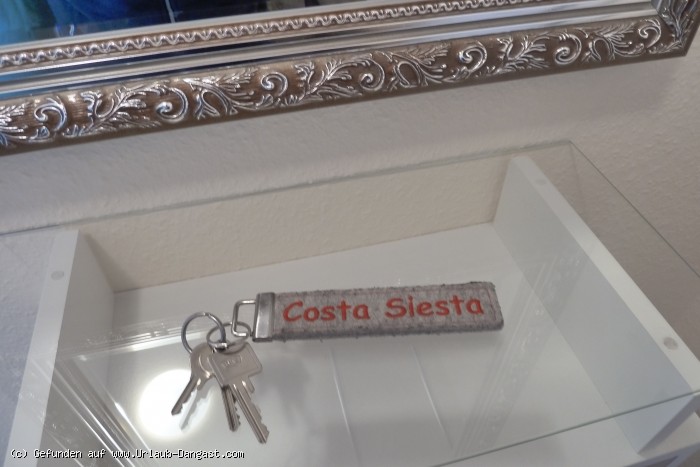 Costa Siesta
(c) Gefunden auf www.Urlaub-Dangast.com